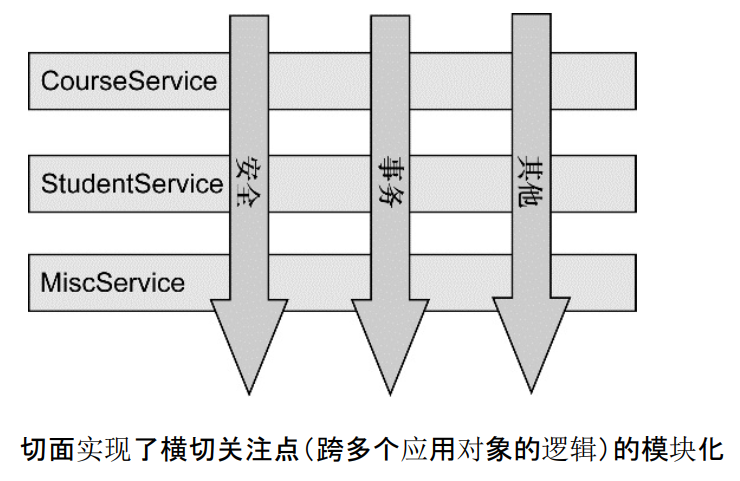 CourseService
StudentService
MiscService
安全
事务
其他
切面实现了横切关注点(跨多个应用对象的逻辑)的模块化